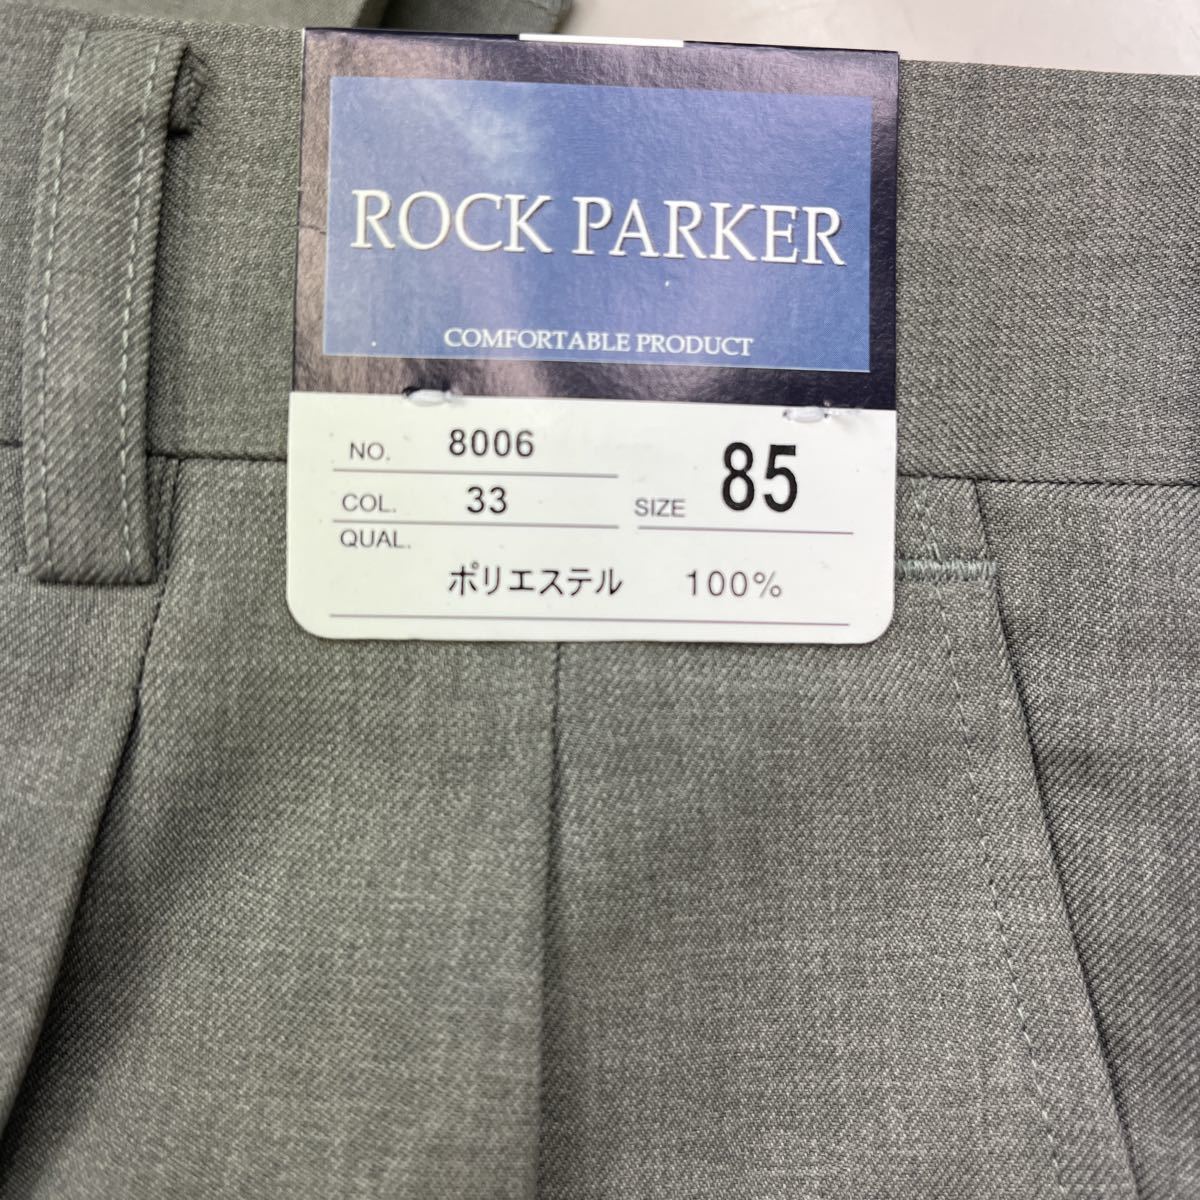 ROCK PARKER
COMFORTABLE PRODUCT
NO. 8006
COL. 33
SIZE 85
QUAL.
ポリエステル 100%